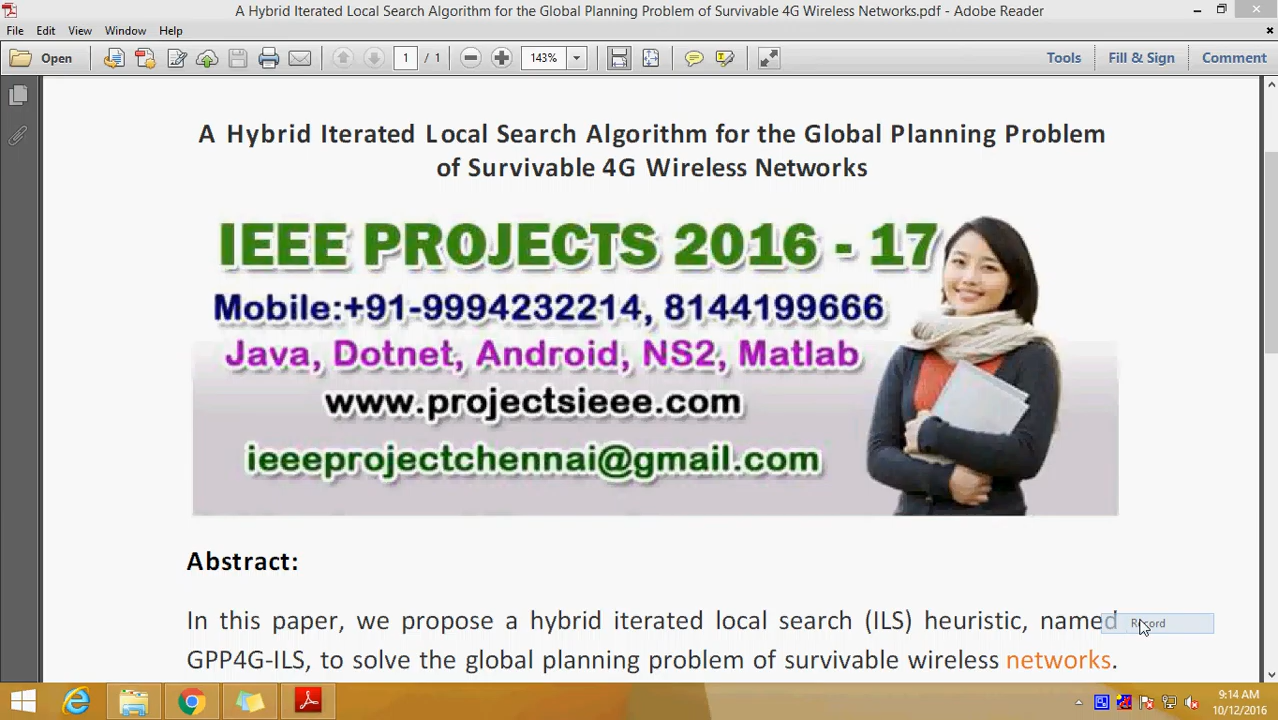 A Hybrid Iterated Local Search Algorithm for the Global Planning Problem of Survivable 4G Wireless Networks.pdf - Adobe Reader
File Edit View Window Help
Open 1 / 1 143% Tools Fill & Sign Comment
A Hybrid Iterated Local Search Algorithm for the Global Planning Problem
of Survivable 4G Wireless Networks
IEEE PROJECTS 2016 - 17
Mobile:+91-9994232214, 8144199666
Java, Dotnet, Android, NS2, Matlab
www.projectsieee.com
ieeeprojectchennai@gmail.com
Abstract:
In this paper, we propose a hybrid iterated local search (ILS) heuristic, named
Record
GPP4G-ILS, to solve the global planning problem of survivable wireless networks.
9:14 AM
10/12/2016